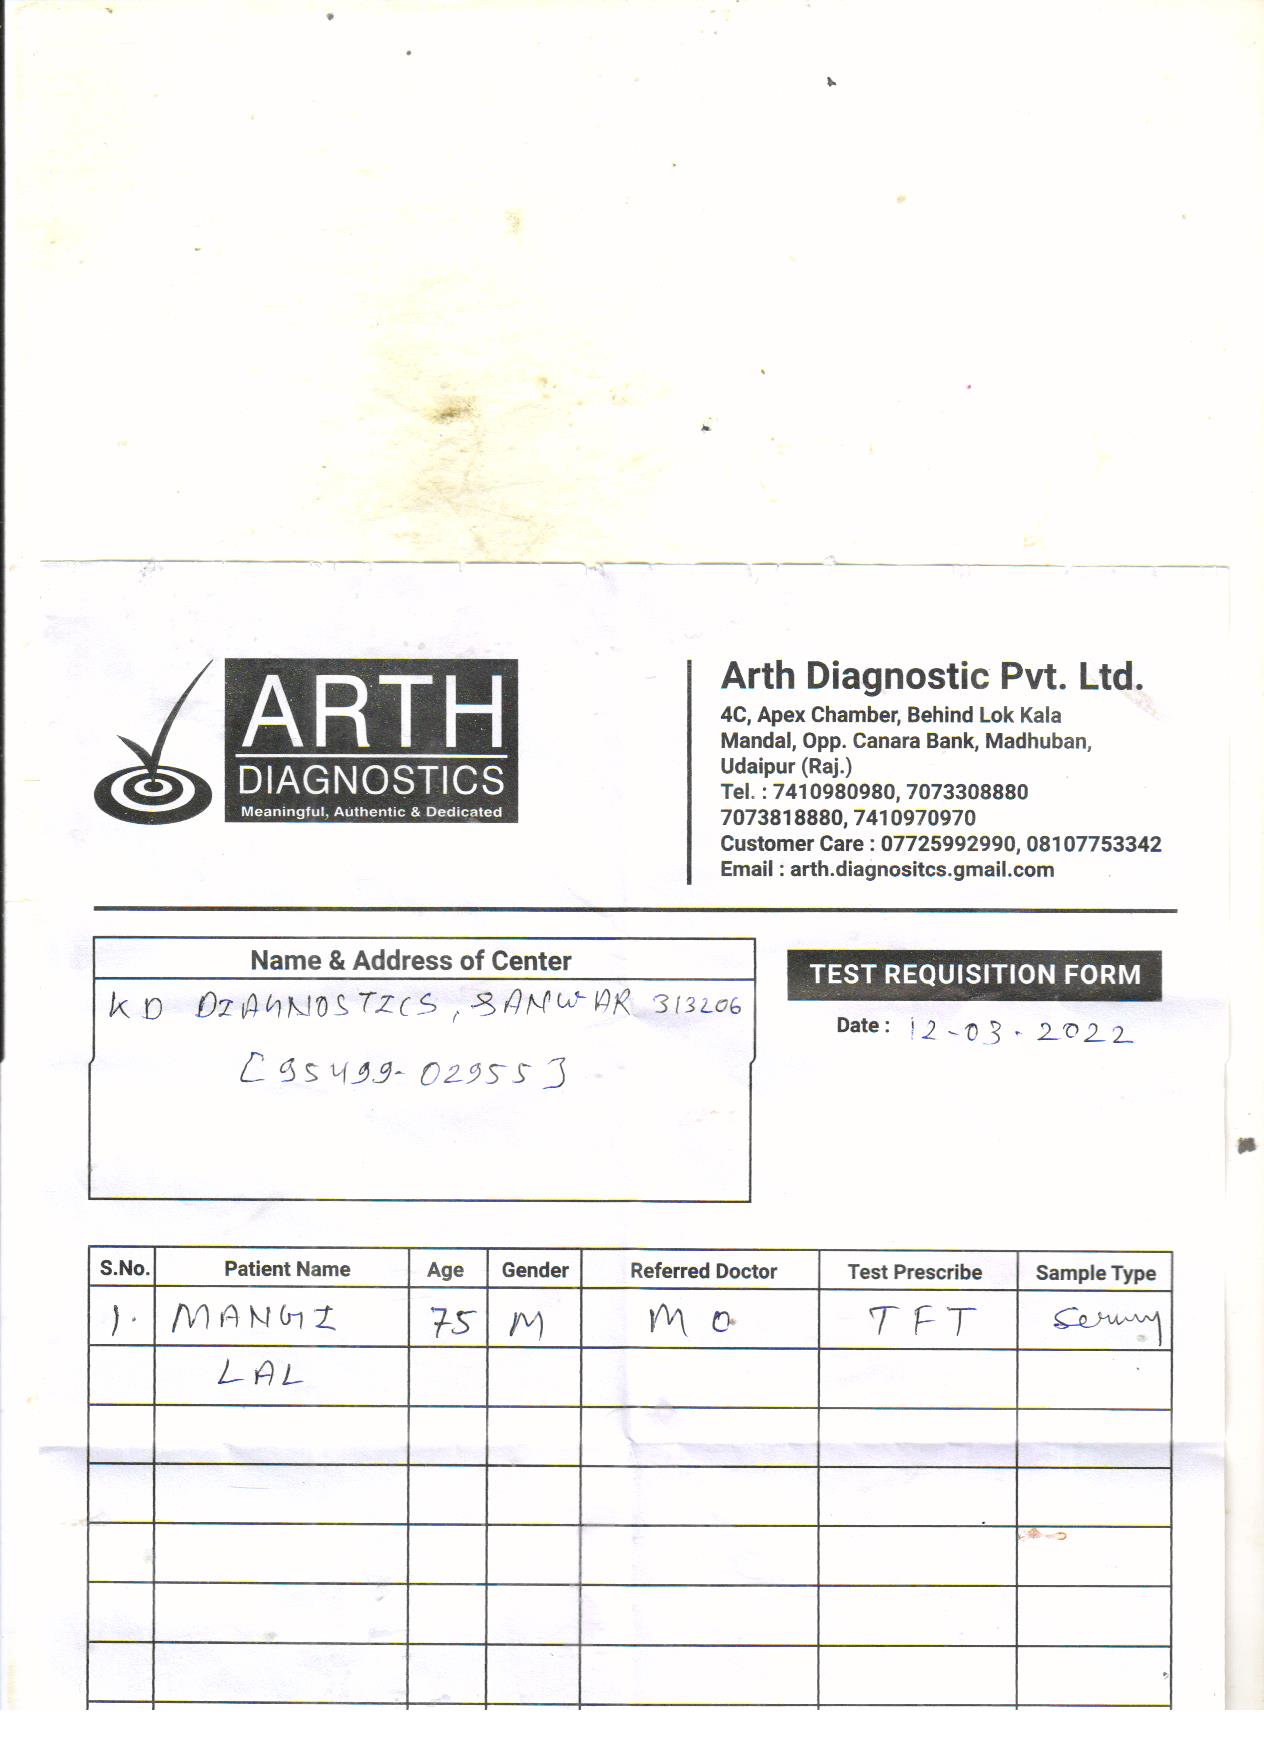 ARTH
DIAGNOSTICS
Meaningful, Authentic & Dedicated
Arth Diagnostic Pvt. Ltd.
4C, Apex Chamber, Behind Lok Kala
Mandal, Opp. Canara Bank, Madhuban,
Udaipur (Raj.)
Tel. : 7410980980, 7073308880
7073818880, 7410970970
Customer Care : 07725992990, 08107753342
Email : arth.diagnositcs.gmail.com
Name & Address of Center
KD DIAGNOSTICS, SANWAR 313206
[95499-02955]
TEST REQUISITION FORM
Date : 12-03-2022
S.No. Patient Name Age Gender Referred Doctor Test Prescribe Sample Type
1. MANGI 75 M MO TFT Serum
LAL